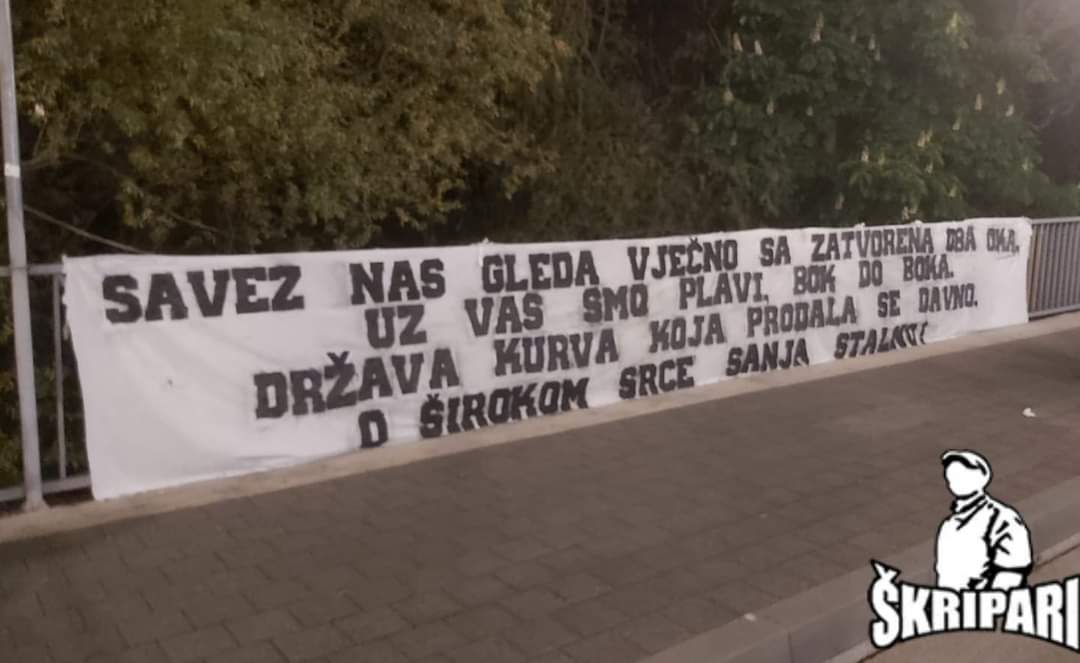 SAVEZ NAS GLEDA VJEČNO SA ZATVORENA OBA OKA,
UZ VAS SMO PLAVI, BOK DO BOKA.
DRŽAVA KURVA KOJA PRODALA SE DAVNO.
O ŠIROKOM SRCE SANJA STALNO!
ŠKRIPARI